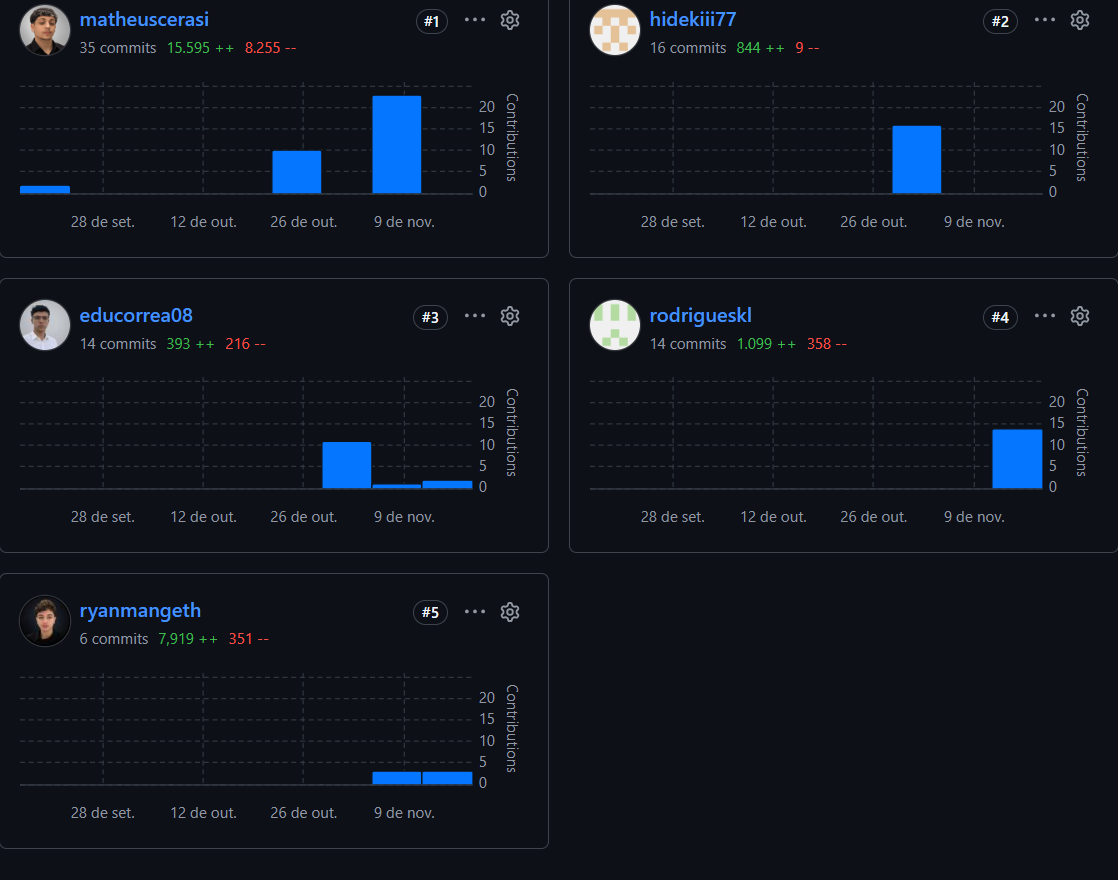 matheuscerasi #1 ···
35 commits 15.595 ++ 8.255 --
20
15
10
5
0
Contributions
28 de set. 12 de out. 26 de out. 9 de nov.
hidekiii77 #2 ···
16 commits 844 ++ 9 --
20
15
10
5
0
Contributions
28 de set. 12 de out. 26 de out. 9 de nov.
educorrea08 #3 ···
14 commits 393 ++ 216 --
20
15
10
5
0
Contributions
28 de set. 12 de out. 26 de out. 9 de nov.
rodrigueskl #4 ···
14 commits 1.099 ++ 358 --
20
15
10
5
0
Contributions
28 de set. 12 de out. 26 de out. 9 de nov.
ryanmangeth #5 ···
6 commits 7,919 ++ 351 --
20
15
10
5
0
Contributions
28 de set. 12 de out. 26 de out. 9 de nov.